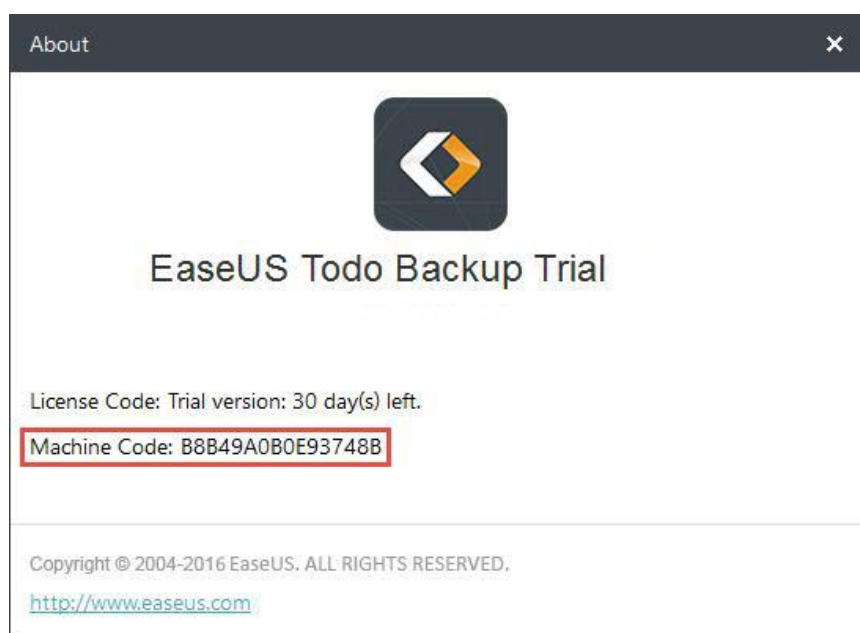 About
EaseUS Todo Backup Trial
License Code: Trial version: 30 day(s) left.
Machine Code: B8B49A0B0E93748B
Copyright © 2004-2016 EaseUS. ALL RIGHTS RESERVED.
http://www.easeus.com